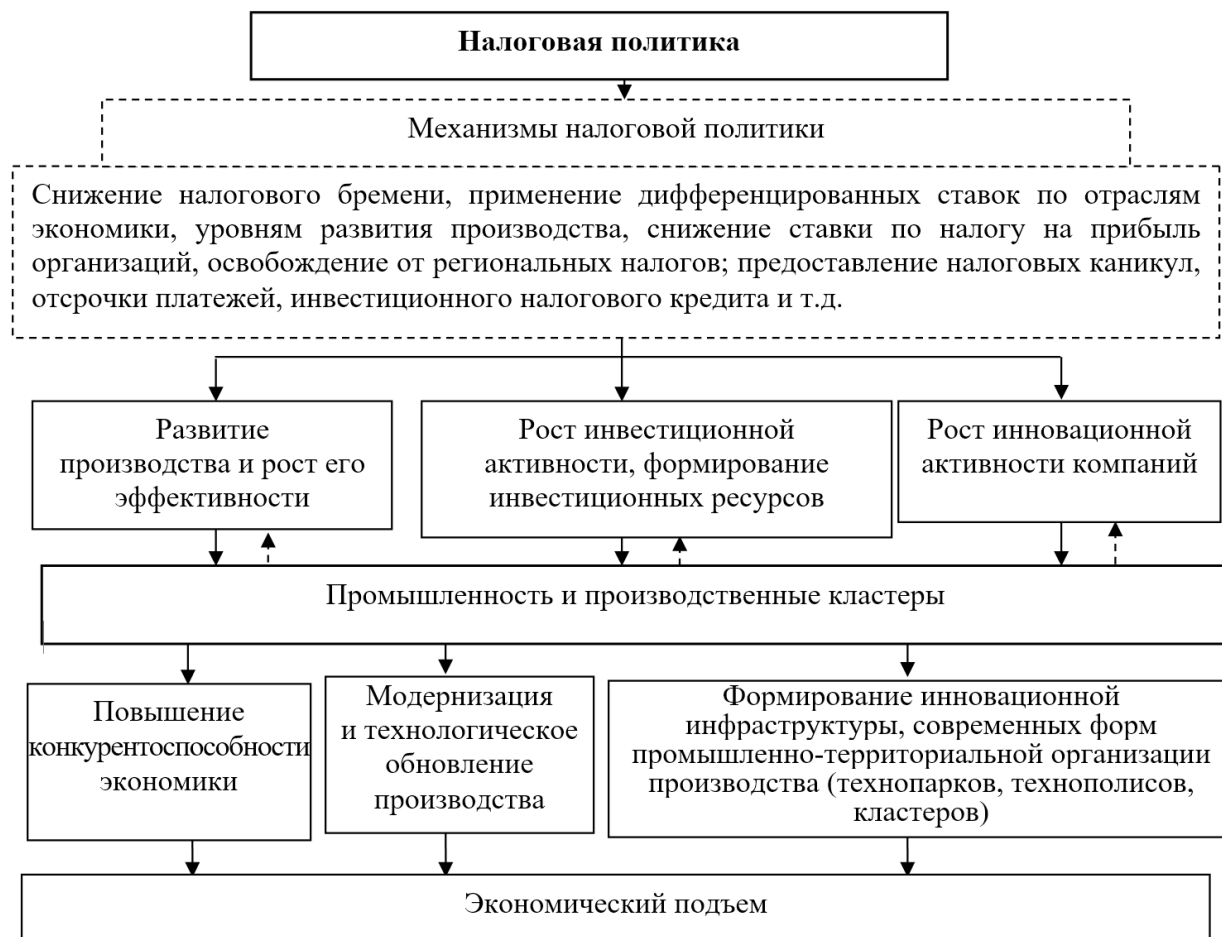 Налоговая политика
Механизмы налоговой политики
Снижение налогового бремени, применение дифференцированных ставок по отраслям
экономики, уровням развития производства, снижение ставки по налогу на прибыль
организаций, освобождение от региональных налогов; предоставление налоговых каникул,
отсрочки платежей, инвестиционного налогового кредита и т.д.
Развитие
производства и рост его
эффективности
Рост инвестиционной
активности, формирование
инвестиционных ресурсов
Рост инновационной
активности компаний
Промышленность и производственные кластеры
Повышение
конкурентоспособности
экономики
Модернизация
и технологическое
обновление
производства
Формирование инновационной
инфраструктуры, современных форм
промышленно-территориальной организации
производства (технопарков, технополисов,
кластеров)
Экономический подъем